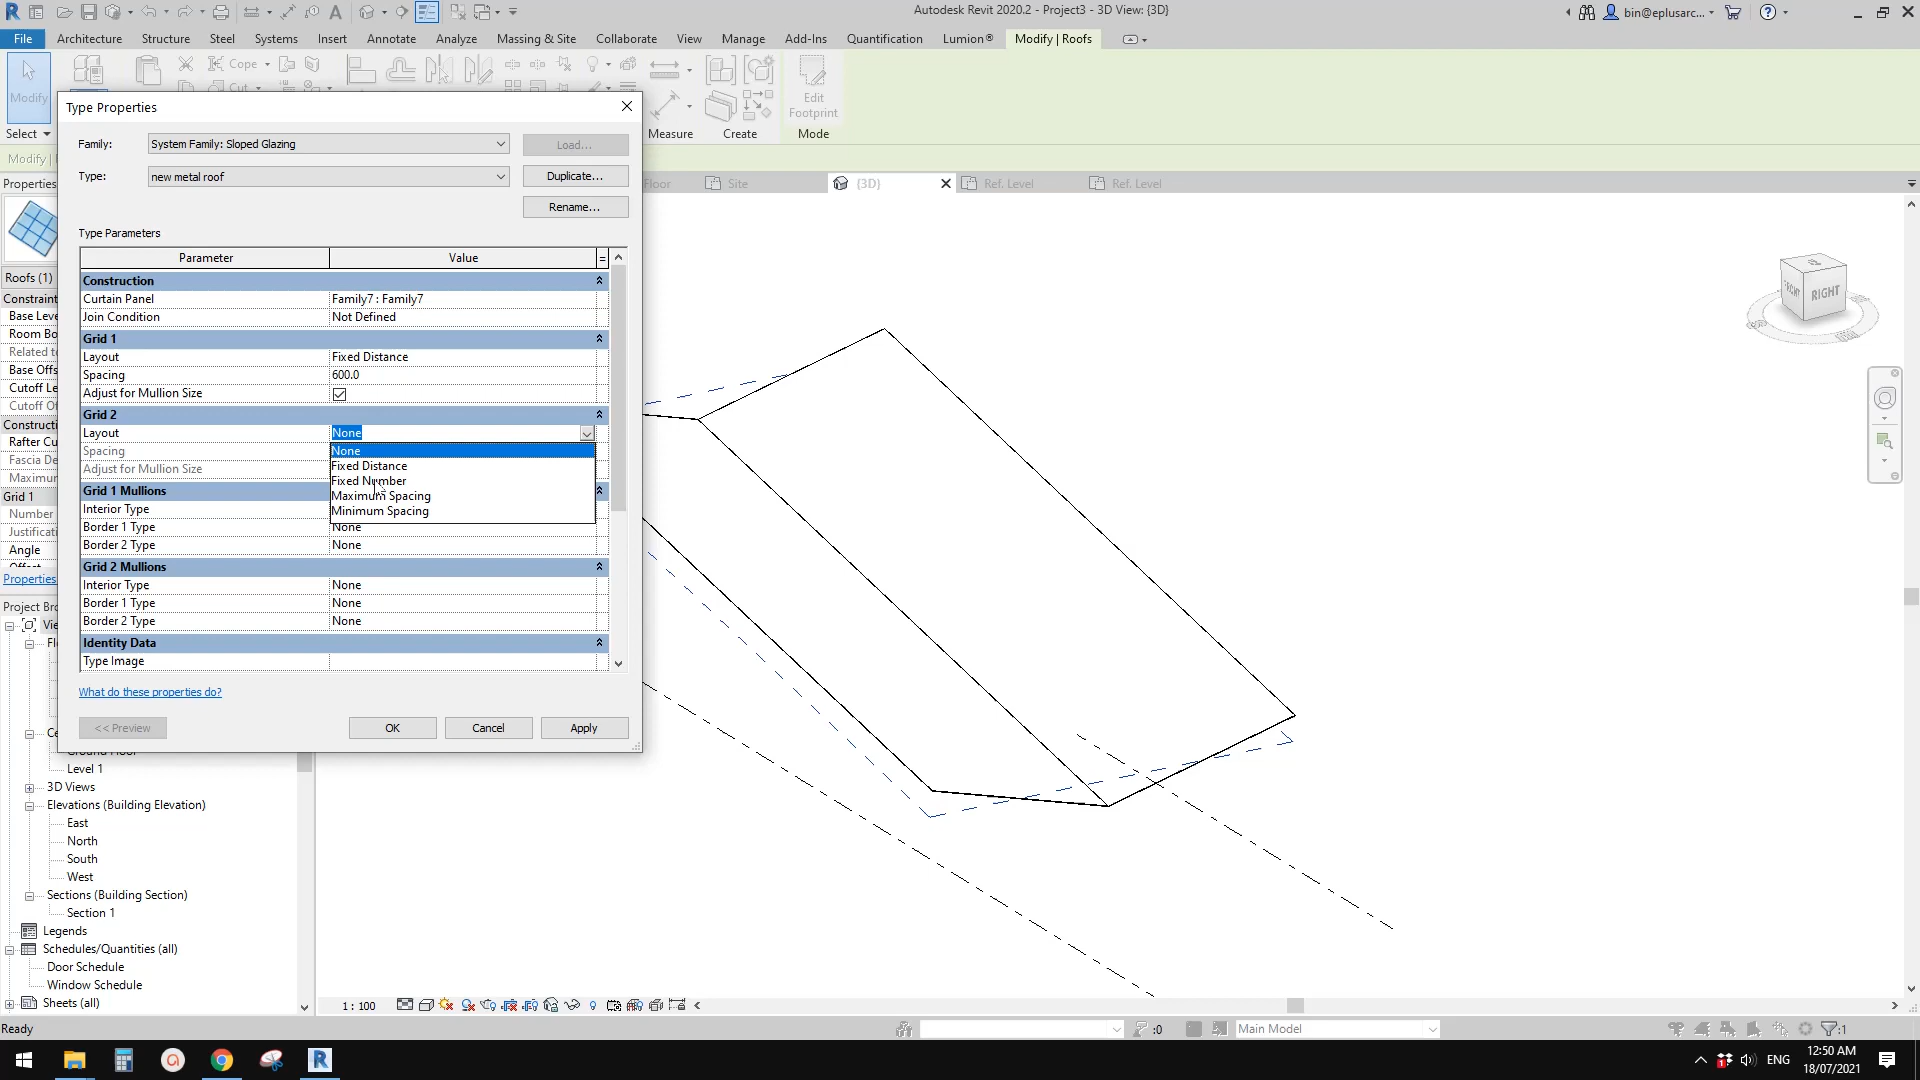 Autodesk Revit 2020.2 - Project3 - 3D View: {3D}
bin@eplusarc...
File Architecture Structure Steel Systems Insert Annotate Analyze Massing & Site Collaborate View Manage Add-Ins Quantification Lumion® Modify | Roofs
Modify
Cope
Cut
Edit
Footprint
Select
Measure
Create
Mode
Modify |
Type Properties
Family:
System Family: Sloped Glazing
Load...
Type:
new metal roof
Duplicate...
Rename...
Type Parameters
Parameter Value =
Construction
Curtain Panel Family7 : Family7
Join Condition Not Defined
Grid 1
Layout Fixed Distance
Spacing 600.0
Adjust for Mullion Size
Grid 2
Layout None
Spacing
Adjust for Mullion Size
None
Fixed Distance
Fixed Number
Maximum Spacing
Minimum Spacing
Grid 1 Mullions
Interior Type
Border 1 Type None
Border 2 Type None
Grid 2 Mullions
Interior Type None
Border 1 Type None
Border 2 Type None
Identity Data
Type Image
What do these properties do?
<< Preview
OK
Cancel
Apply
Floor
Site
{3D}
Ref. Level
Ref. Level
FRONT
RIGHT
Properties
Roofs (1)
Constraint
Base Leve
Room Bo
Related to
Base Offs
Cutoff Le
Cutoff Of
Constructi
Rafter Cu
Fascia De
Maximum
Grid 1
Number
Justificati
Angle
Offset
Properties
Project Bro
Vie
Fl
Ce
Ground Floor
Level 1
3D Views
Elevations (Building Elevation)
East
North
South
West
Sections (Building Section)
Section 1
Legends
Schedules/Quantities (all)
Door Schedule
Window Schedule
Sheets (all)
1 : 100
Ready
:0
Main Model
:1
ENG
12:50 AM
18/07/2021